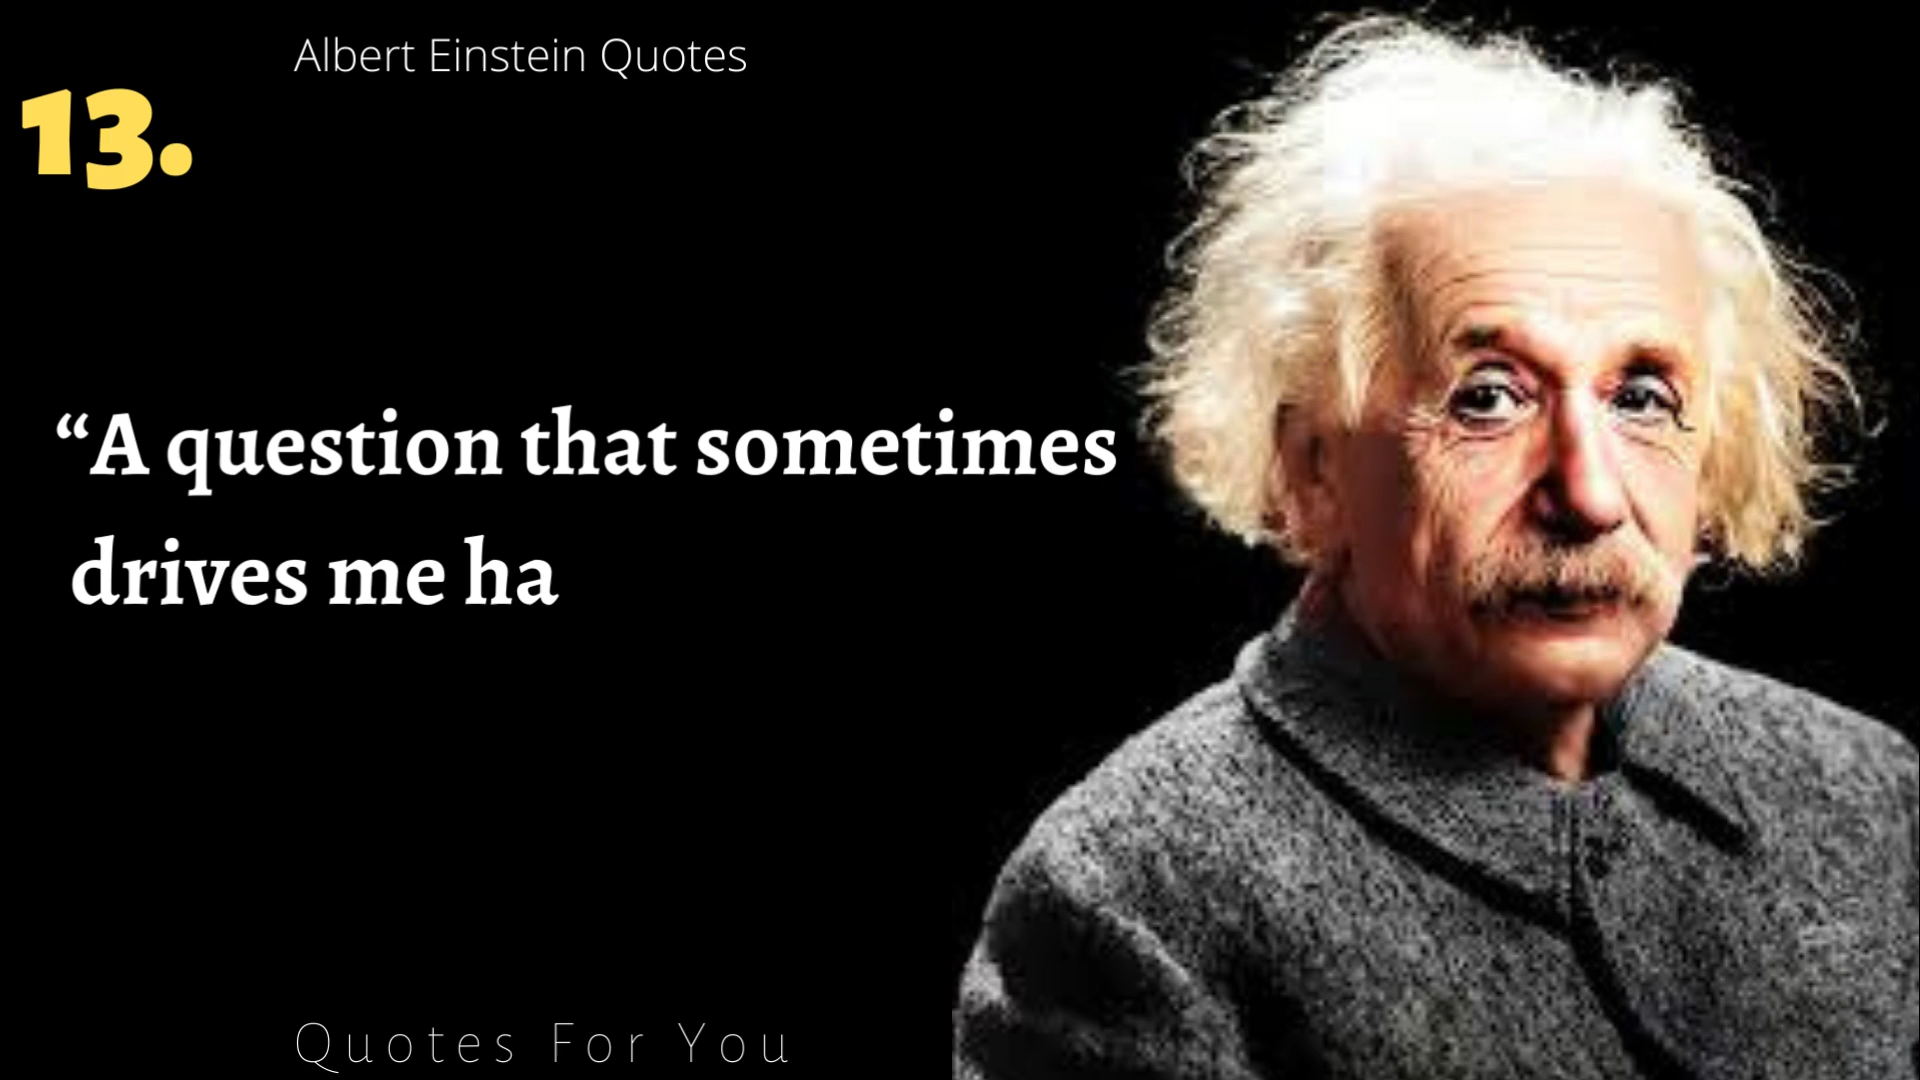 Albert Einstein Quotes
13.
“A question that sometimes
drives me ha
Quotes For You